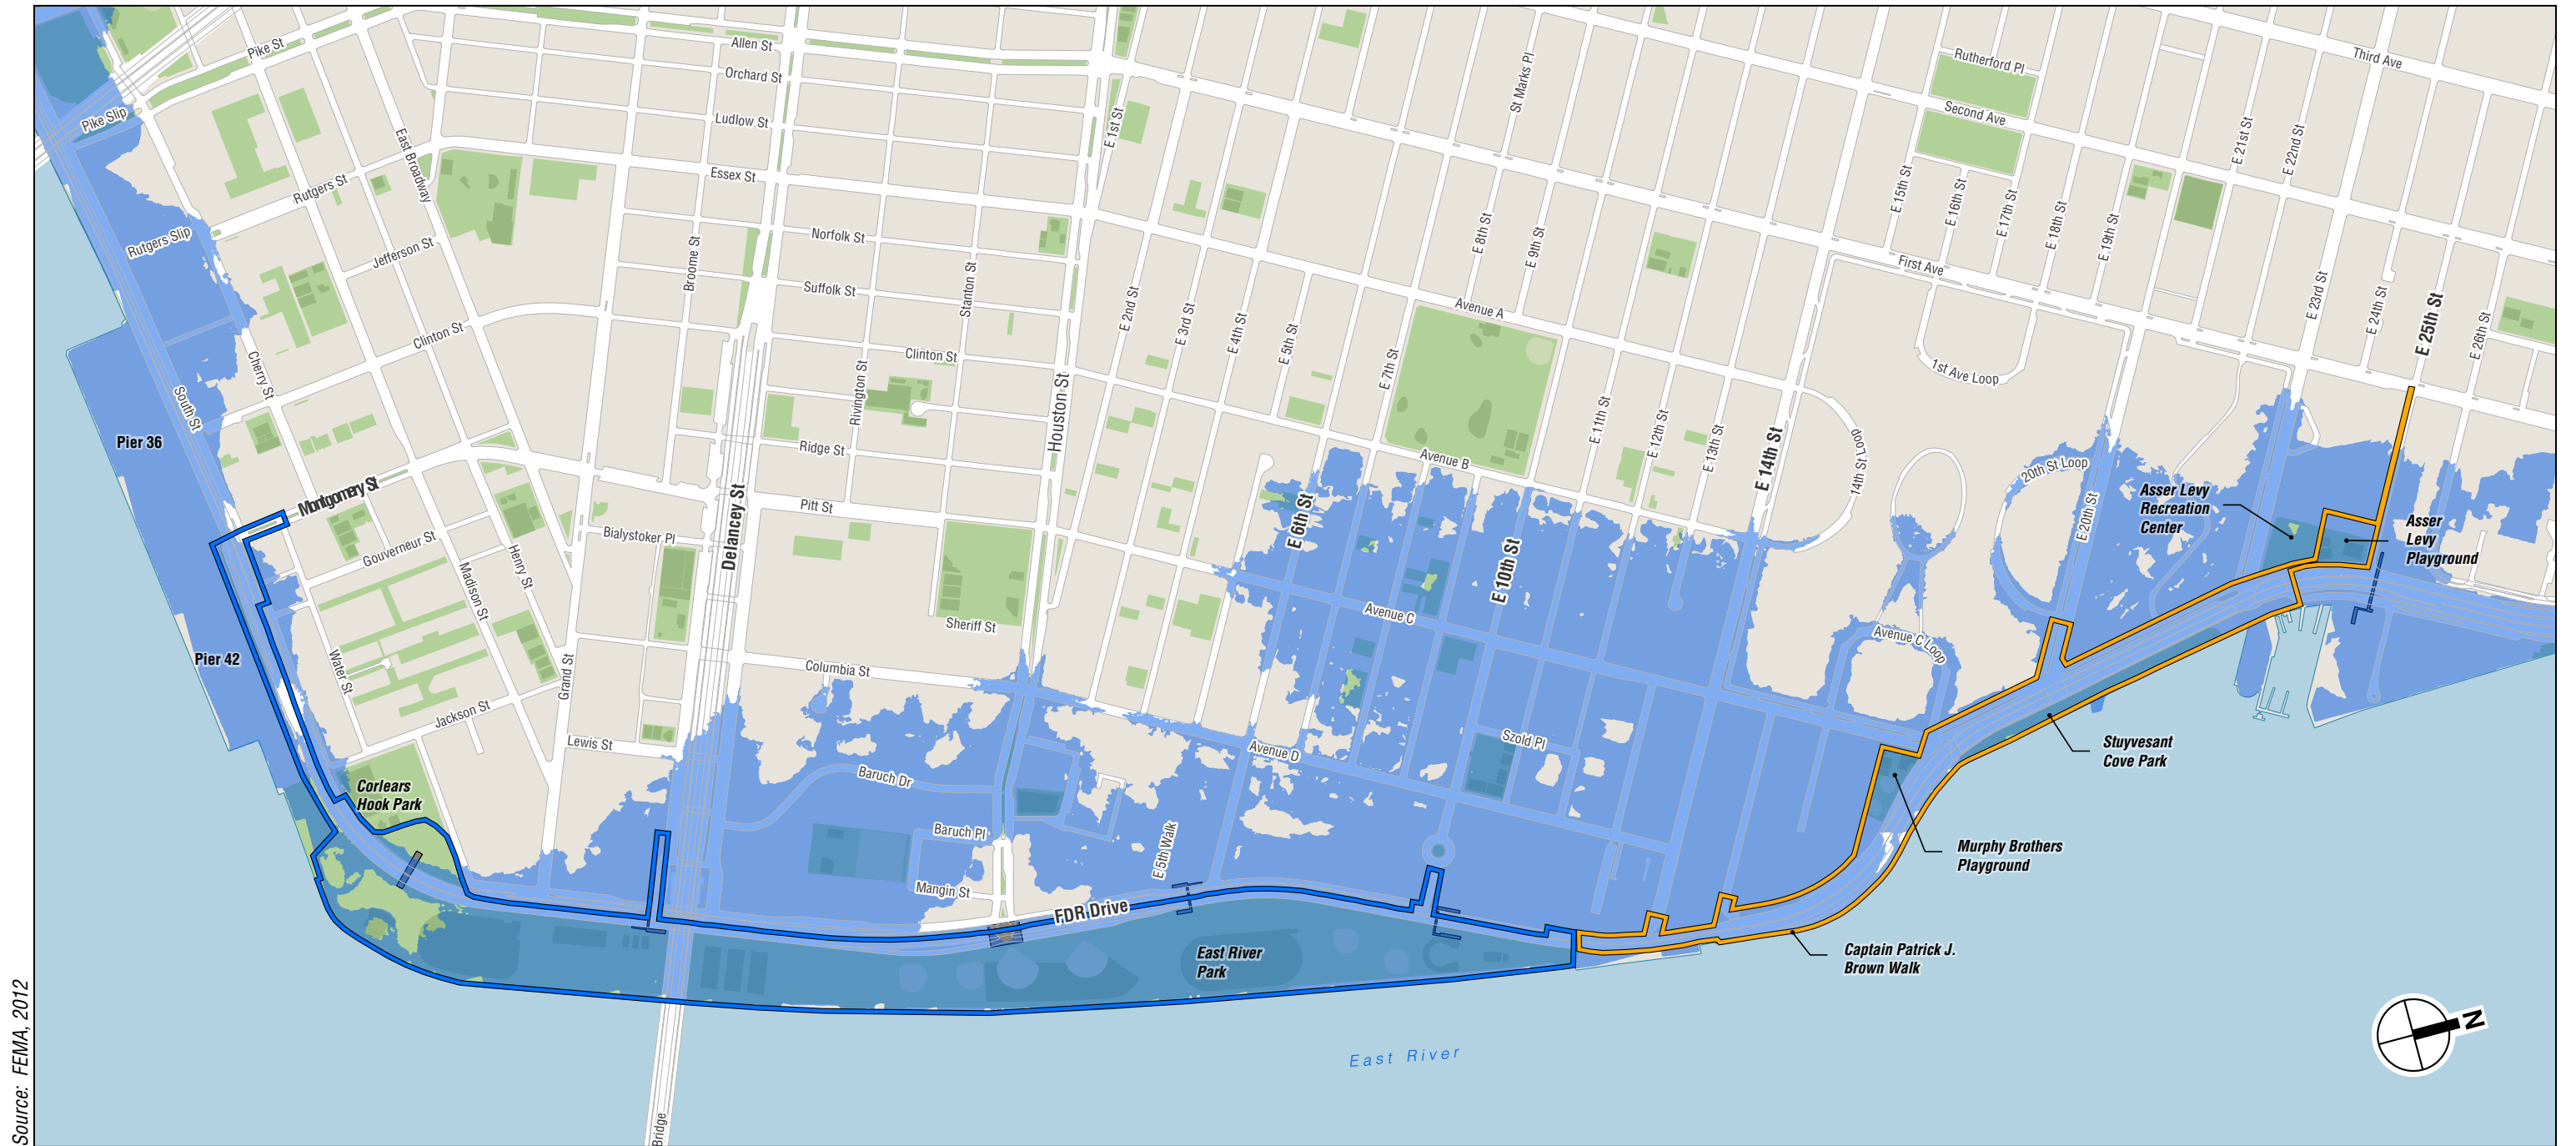 Allen St
Pike St
Third Ave
Rutherford Pl
Orchard St
St Marks Pl
Second Ave
Pike Slip
Ludlow St
E 1st St
E 21st St
E 22nd St
East Broadway
Essex St
Rutgers St
E 15th St
E 16th St
E 17th St
E 18th St
E 19th St
Rutgers Slip
Jefferson St
Norfolk St
E 8th St
E 9th St
Broome St
Suffolk St
Stanton St
First Ave
E 2nd St
E 3rd St
E 4th St
E 5th St
Avenue A
E 23rd St
E 24th St
E 25th St
E 26th St
Clinton St
Cherry St
Clinton St
Rivington St
Houston St
E 7th St
1st Ave Loop
South St
Pier 36
Ridge St
Avenue B
E 11th St
E 12th St
E 13th St
E 14th St
14th St Loop
20th St Loop
E 20th St
Montgomery St
Delancey St
Pitt St
E 6th St
Asser Levy
Recreation
Center
Asser
Levy
Playground
Gouveneur St
Henry St
Bialystoker Pl
E 10th St
Madison St
Sheriff St
Avenue C
Avenue C Loop
Pier 42
Water St
Grand St
Columbia St
Jackson St
Lewis St
Avenue D
Szold Pl
Stuyvesant
Cove Park
Baruch Dr
Corlears
Hook Park
Baruch Pl
E 5th Walk
Murphy Brothers
Playground
Mangin St
FDR Drive
East River
Park
Captain Patrick J.
Brown Walk
East River
N
Bridge
Source: FEMA, 2012